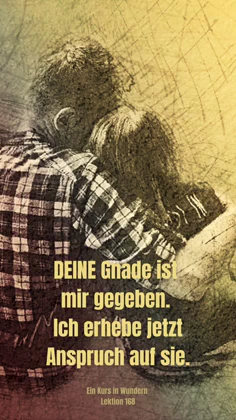 DEINE Gnade ist
mir gegeben.
Ich erhebe jetzt
Anspruch auf sie.
Ein Kurs in Wundern
Lektion 168